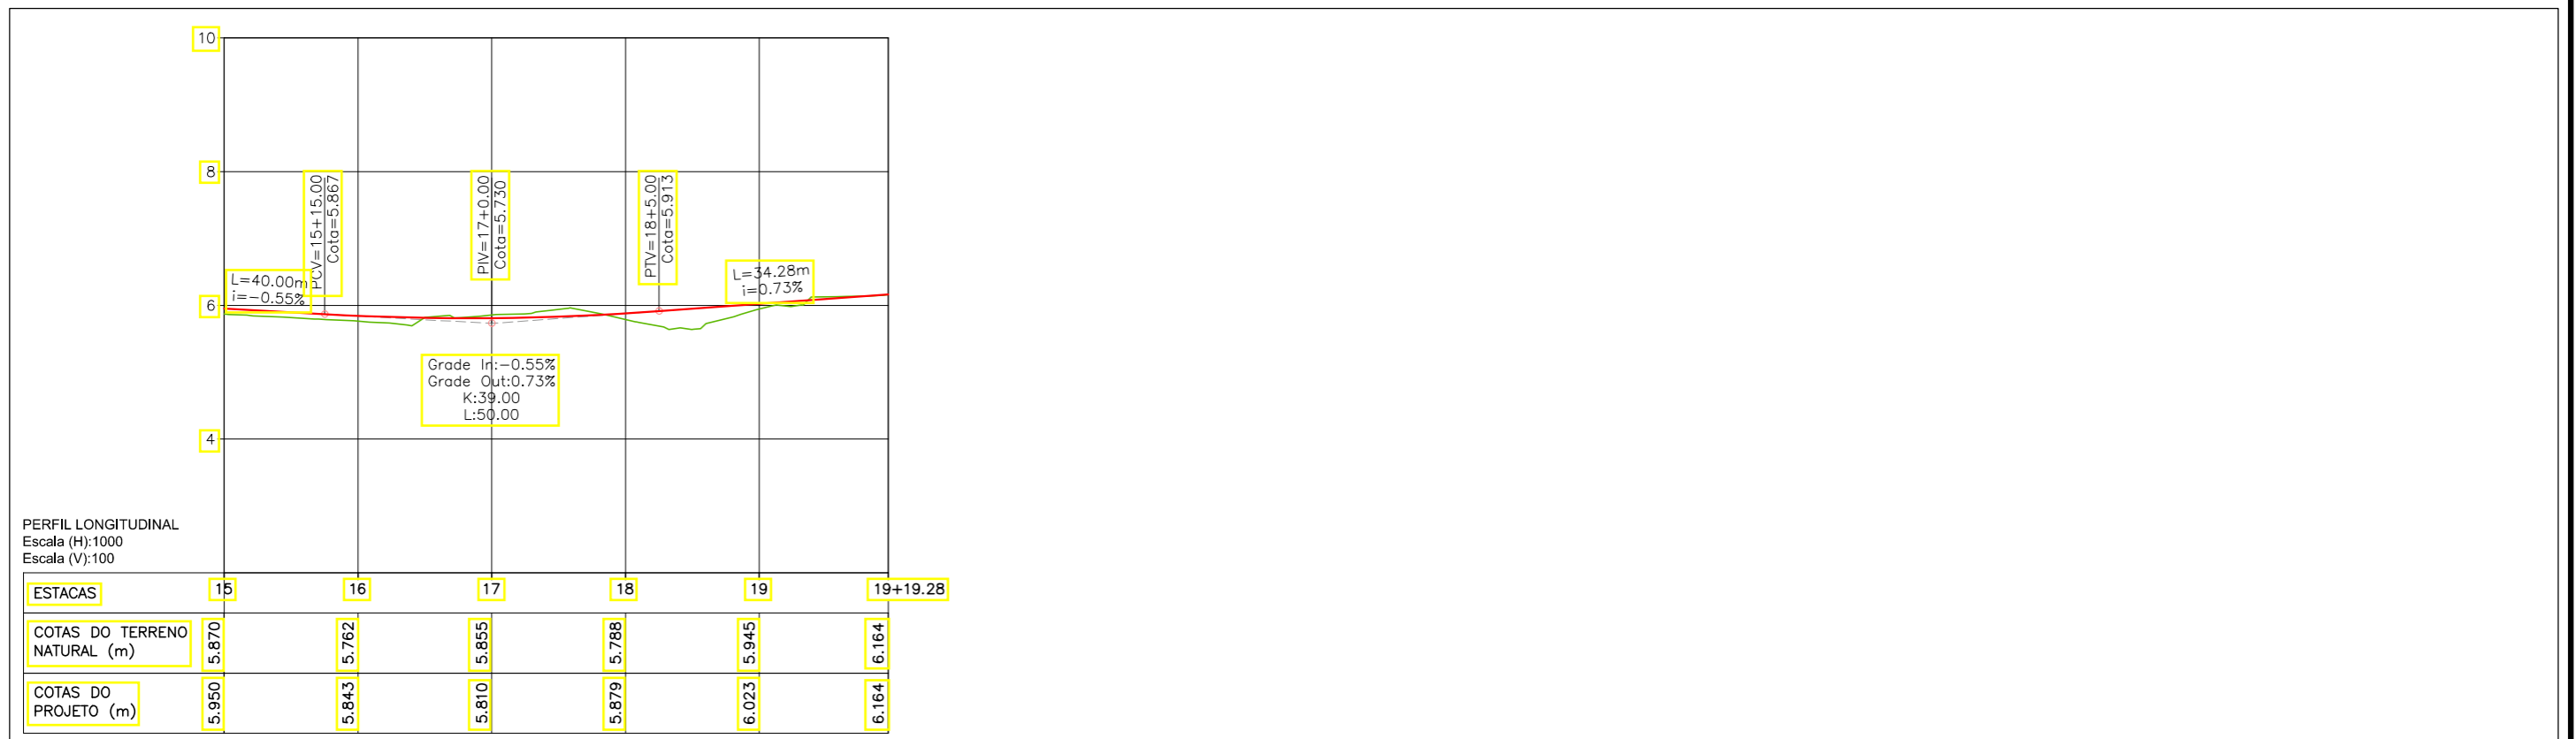 10
8
6
4
PCV=15+15.00
Cota=5.867
PIV=17+0.00
Cota=5.730
PTV=18+5.00
Cota=5.913
L=40.00m
i=-0.55%
L=34.28m
i=0.73%
Grade In:-0.55%
Grade Out:0.73%
K:39.00
L:50.00
PERFIL LONGITUDINAL
Escala (H):1000
Escala (V):100
ESTACAS 15 16 17 18 19 19+19.28
COTAS DO TERRENO
NATURAL (m) 5.870 5.762 5.855 5.788 5.945 6.164
COTAS DO
PROJETO (m) 5.950 5.843 5.810 5.879 6.023 6.164